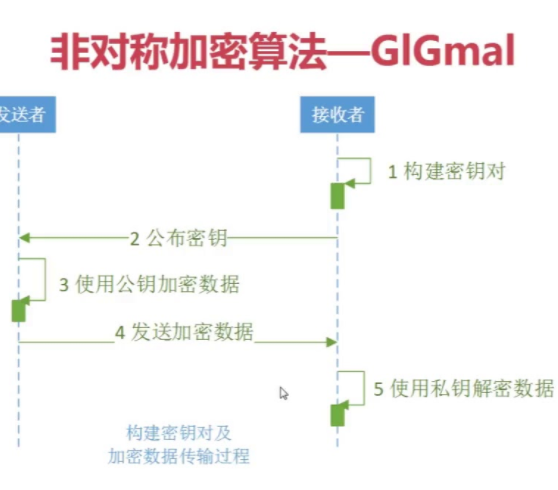 非对称加密算法—GlGmal
发送者
接收者
1 构建密钥对
2 公布密钥
3 使用公钥加密数据
4 发送加密数据
5 使用私钥解密数据
构建密钥对及
加密数据传输过程